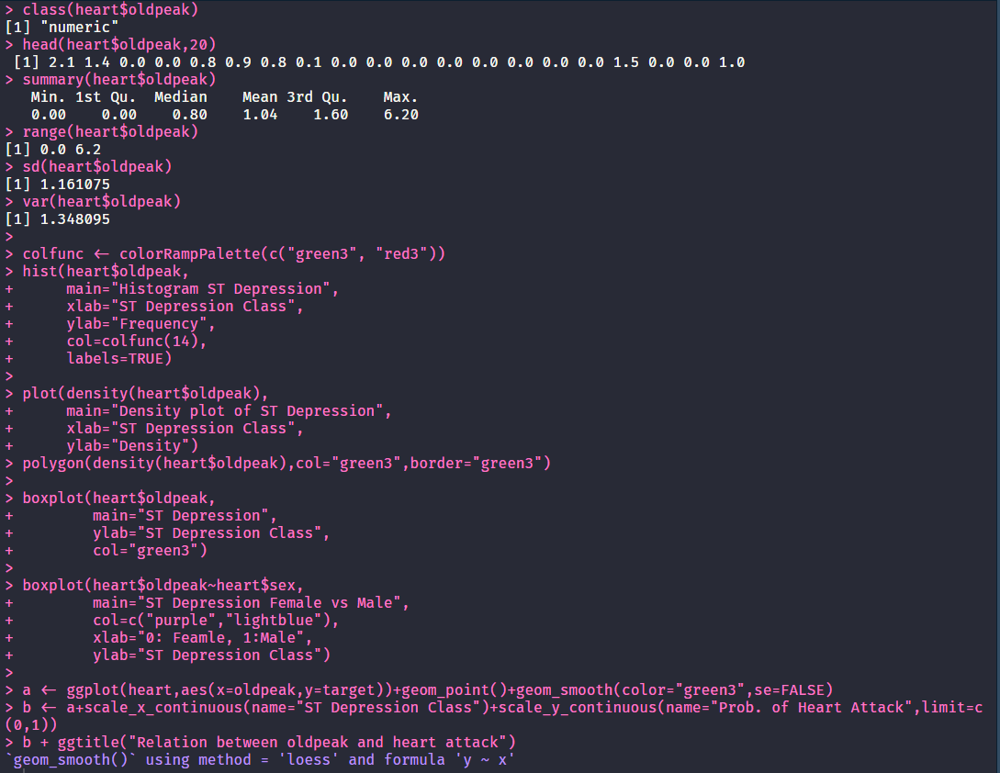 > class(heart$oldpeak)
[1] "numeric"
> head(heart$oldpeak,20)
 [1] 2.1 1.4 0.0 0.0 0.8 0.9 0.8 0.1 0.0 0.0 0.0 0.0 0.0 0.0 0.0 0.0 1.5 0.0 0.0 1.0
> summary(heart$oldpeak)
   Min. 1st Qu.  Median    Mean 3rd Qu.    Max.
   0.00    0.00    0.80    1.04    1.60    6.20
> range(heart$oldpeak)
[1] 0.0 6.2
> sd(heart$oldpeak)
[1] 1.161075
> var(heart$oldpeak)
[1] 1.348095
>
> colfunc <- colorRampPalette(c("green3", "red3"))
> hist(heart$oldpeak,
+      main="Histogram ST Depression",
+      xlab="ST Depression Class",
+      ylab="Frequency",
+      col=colfunc(14),
+      labels=TRUE)
>
> plot(density(heart$oldpeak),
+      main="Density plot of ST Depression",
+      xlab="ST Depression Class",
+      ylab="Density")
> polygon(density(heart$oldpeak),col="green3",border="green3")
>
> boxplot(heart$oldpeak,
+         main="ST Depression",
+         ylab="ST Depression Class",
+         col="green3")
>
> boxplot(heart$oldpeak~heart$sex,
+         main="ST Depression Female vs Male",
+         col=c("purple","lightblue"),
+         xlab="0: Feamle, 1:Male",
+         ylab="ST Depression Class")
>
> a <- ggplot(heart,aes(x=oldpeak,y=target))+geom_point()+geom_smooth(color="green3",se=FALSE)
> b <- a+scale_x_continuous(name="ST Depression Class")+scale_y_continuous(name="Prob. of Heart Attack",limit=c
(0,1))
> b + ggtitle("Relation between oldpeak and heart attack")
`geom_smooth()` using method = 'loess' and formula 'y ~ x'